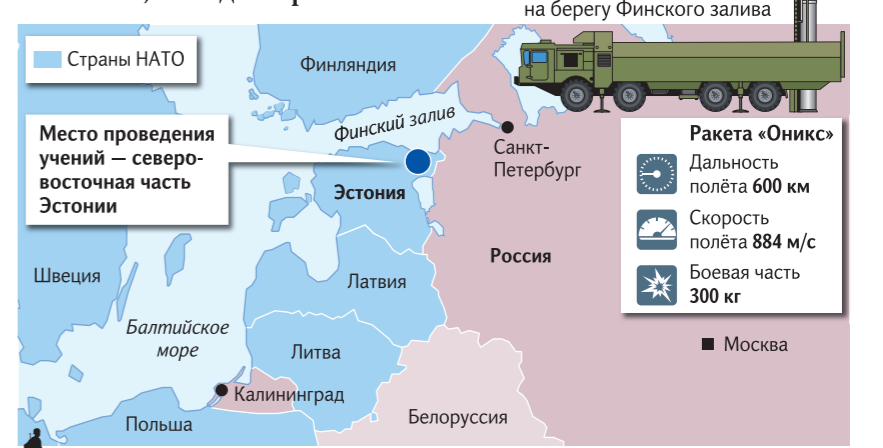 на берегу Финского залива
Страны НАТО
Финляндия
Финский залив
Место проведения
учений — северо-
восточная часть
Эстонии
Санкт-
Петербург
Эстония
Ракета «Оникс»
Дальность
полёта 600 км
Скорость
полёта 884 м/с
Боевая часть
300 кг
Россия
Швеция
Латвия
Балтийское
море
Литва
Москва
Калининград
Польша
Белоруссия